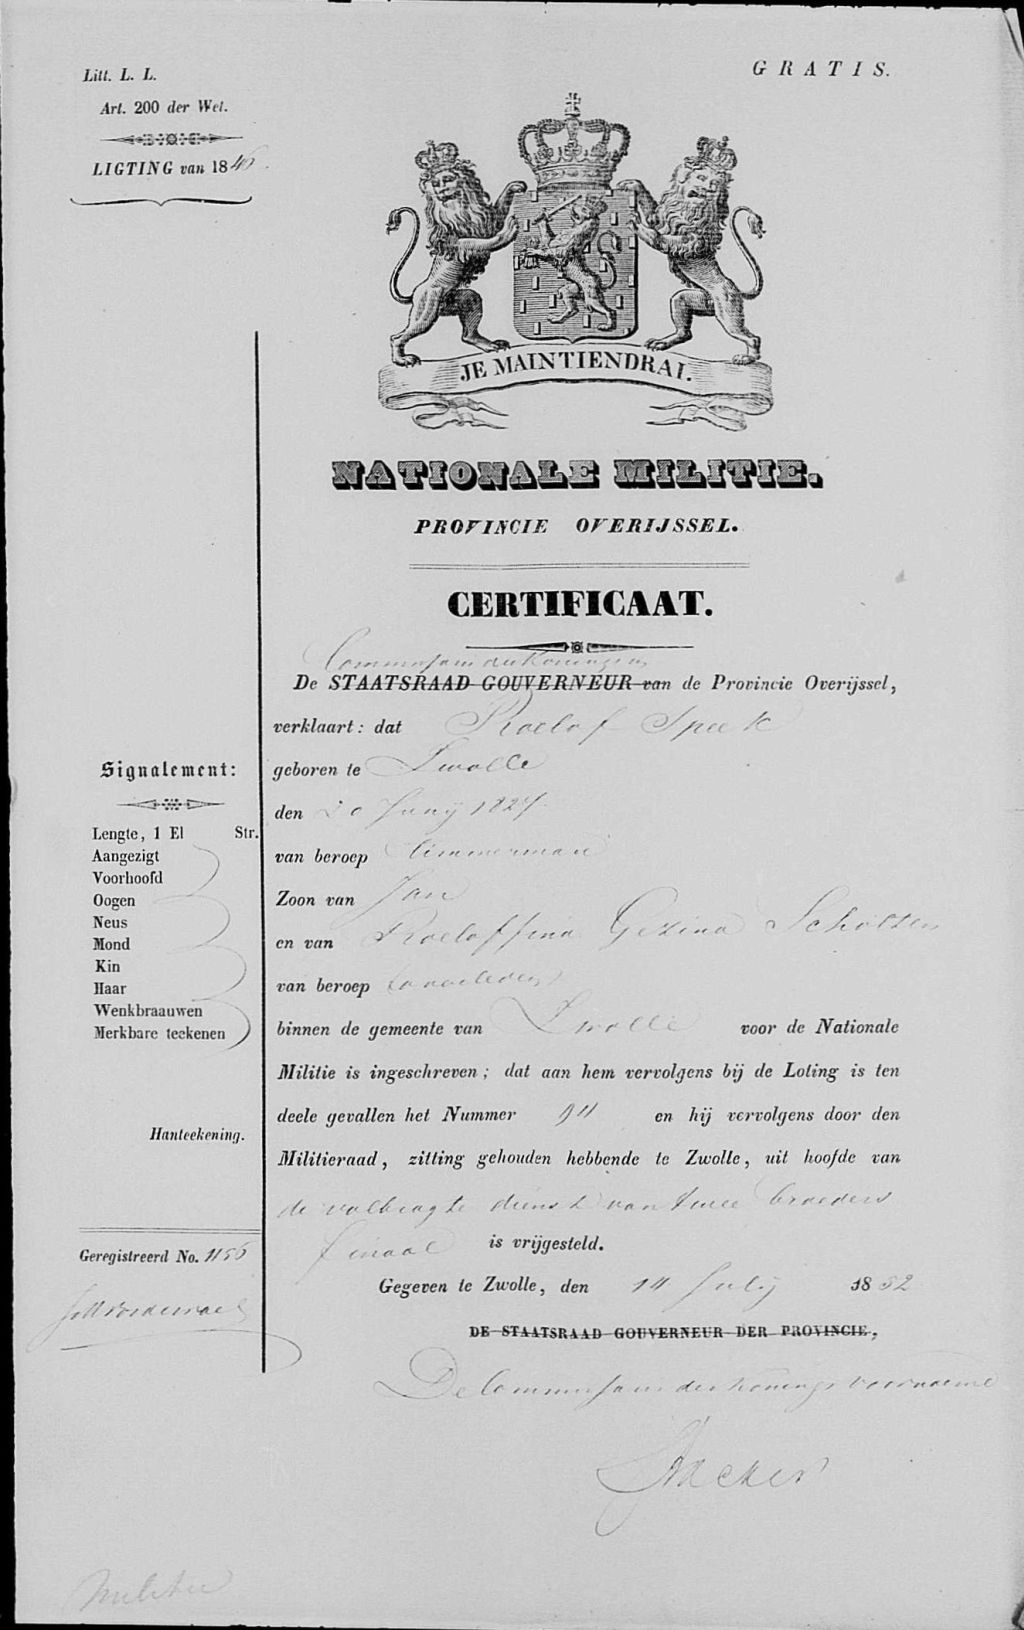 Litt. L. L.
Art. 200 der Wet.
LIGTING van 1846
GRATIS.
JE MAINTIENDRAI.
NATIONALE MILITIE.
PROVINCIE OVERIJSSEL.
CERTIFICAAT.
Commissaris des Konings in
De STAATSRAAD GOUVERNEUR van de Provincie Overijssel,
verklaart: dat Roelof Speek
geboren te Zwolle
den 20 Junij 1827
van beroep Timmerman
Zoon van Jan
en van Roeloffina Gezina Scholten
van beroep
binnen de gemeente van Zwolle voor de Nationale
Militie is ingeschreven; dat aan hem vervolgens bij de Loting is ten
deele gevallen het Nummer en hij vervolgens door den
Militieraad, zitting gehouden hebbende te Zwolle, uit hoofde van
de volbragte dienst van twee broeders
finaal is vrijgesteld.
Gegeven te Zwolle, den 14 Julij 1852
DE STAATSRAAD GOUVERNEUR DER PROVINCIE,
De Commissaris des Konings voornoemd
Signalement:
Lengte, 1 El Str.
Aangezigt
Voorhoofd
Oogen
Neus
Mond
Kin
Haar
Wenkbraauwen
Merkbare teekenen
Hanteekening.
Geregistreerd No. 1156
Militie